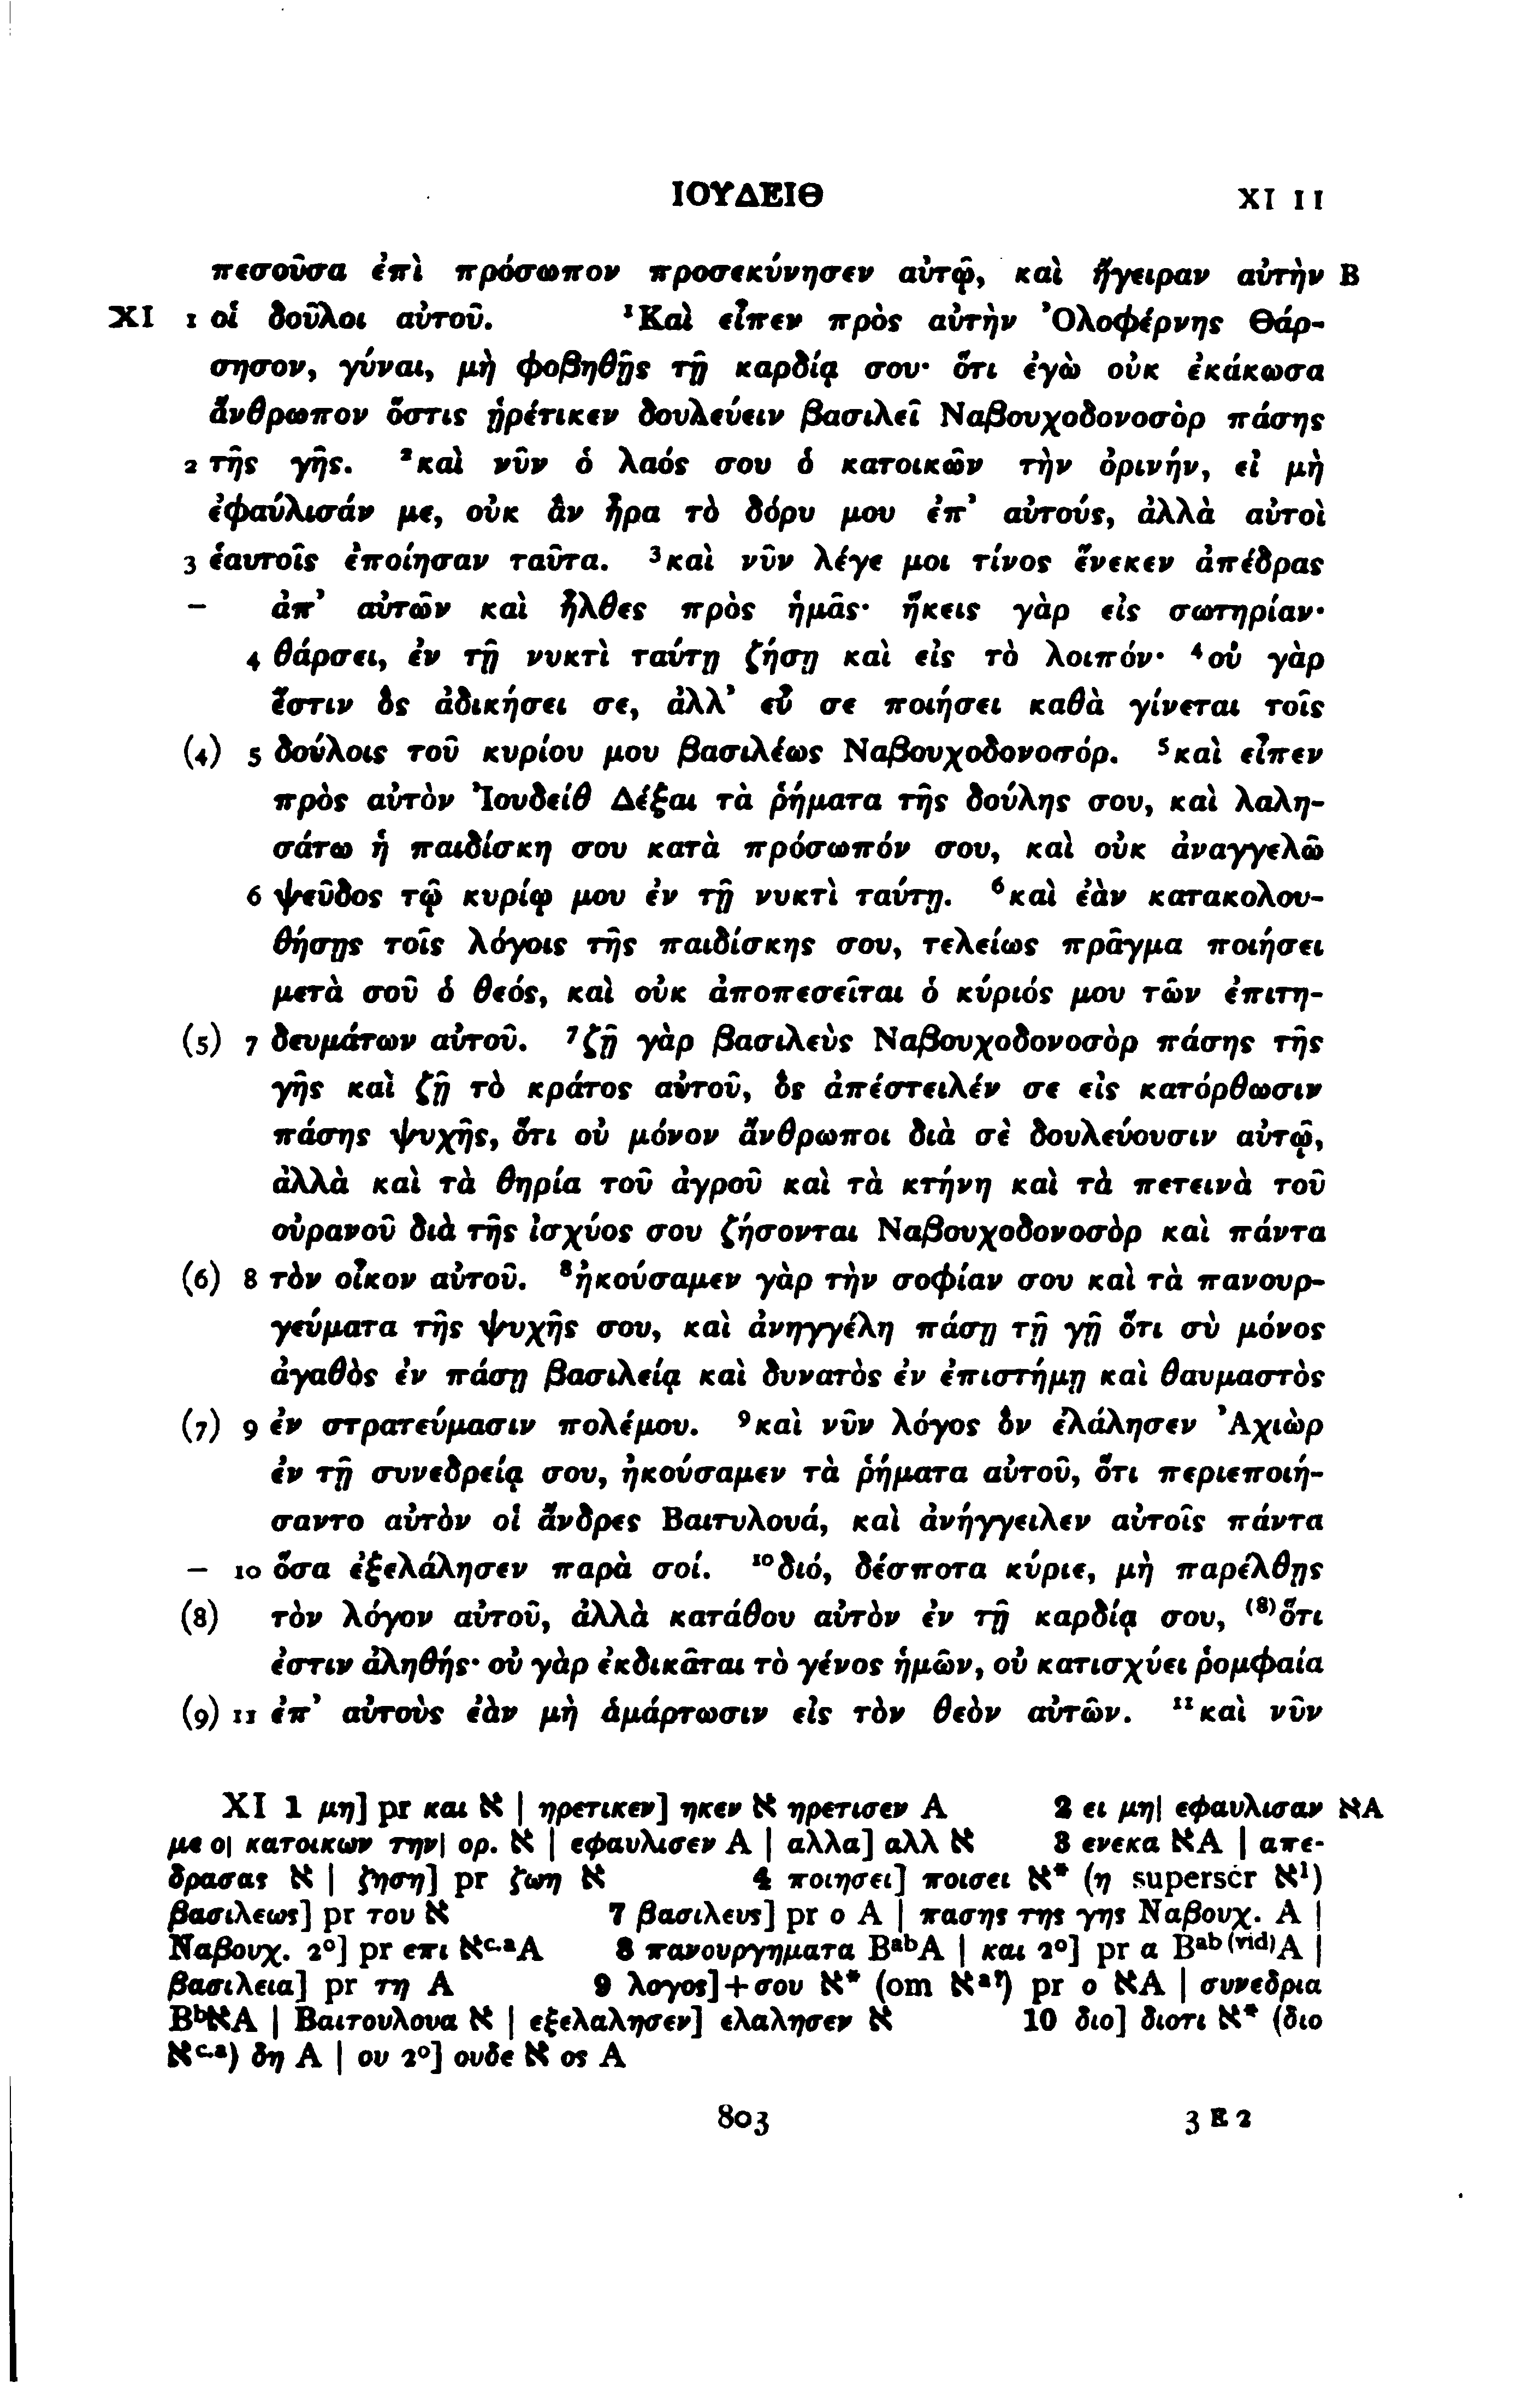 ΙΟΥΔΕΙΘ XI 11
πεσοῦσα ἐπὶ πρόσωπον προσεκύνησεν αὐτῷ, καὶ ἤγειραν αὐτὴν B
XI 1 οἱ δοῦλοι αὐτοῦ. ¹Καὶ εἶπεν πρὸς αὐτὴν Ὀλοφέρνης Θάρ-
σησον, γύναι, μὴ φοβηθῇς τῇ καρδίᾳ σου· ὅτι ἐγὼ οὐκ ἐκάκωσα
ἄνθρωπον ὅστις ᾑρέτικεν δουλεύειν βασιλεῖ Ναβουχοδονοσὸρ πάσης
2 τῆς γῆς. ²καὶ νῦν ὁ λαός σου ὁ κατοικῶν τὴν ὀρινήν, εἰ μὴ
ἐφαύλισάν με, οὐκ ἂν ἦρα τὸ δόρυ μου ἐπ’ αὐτούς, ἀλλὰ αὐτοὶ
3 ἑαυτοῖς ἐποίησαν ταῦτα. ³καὶ νῦν λέγε μοι τίνος ἕνεκεν ἀπέδρας
– ἀπ’ αὐτῶν καὶ ἦλθες πρὸς ἡμᾶς· ἥκεις γὰρ εἰς σωτηρίαν·
4 θάρσει, ἐν τῇ νυκτὶ ταύτῃ ζήσῃ καὶ εἰς τὸ λοιπόν· ⁴οὐ γὰρ
ἔστιν ὃς ἀδικήσει σε, ἀλλ’ εὖ σε ποιήσει καθὰ γίνεται τοῖς
(4) 5 δούλοις τοῦ κυρίου μου βασιλέως Ναβουχοδονοσόρ. ⁵καὶ εἶπεν
πρὸς αὐτὸν Ἰουδείθ Δέξαι τὰ ῥήματα τῆς δούλης σου, καὶ λαλη-
σάτω ἡ παιδίσκη σου κατὰ πρόσωπόν σου, καὶ οὐκ ἀναγγελῶ
6 ψεῦδος τῷ κυρίῳ μου ἐν τῇ νυκτὶ ταύτῃ. ⁶καὶ ἐὰν κατακολου-
θήσῃς τοῖς λόγοις τῆς παιδίσκης σου, τελείως πρᾶγμα ποιήσει
μετὰ σοῦ ὁ θεός, καὶ οὐκ ἀποπεσεῖται ὁ κύριός μου τῶν ἐπιτη-
(5) 7 δευμάτων αὐτοῦ. ⁷ζῇ γὰρ βασιλεὺς Ναβουχοδονοσὸρ πάσης τῆς
γῆς καὶ ζῇ τὸ κράτος αὐτοῦ, ὃς ἀπέστειλέν σε εἰς κατόρθωσιν
πάσης ψυχῆς, ὅτι οὐ μόνον ἄνθρωποι διὰ σὲ δουλεύουσιν αὐτῷ,
ἀλλὰ καὶ τὰ θηρία τοῦ ἀγροῦ καὶ τὰ κτήνη καὶ τὰ πετεινὰ τοῦ
οὐρανοῦ διὰ τῆς ἰσχύος σου ζήσονται Ναβουχοδονοσὸρ καὶ πάντα
(6) 8 τὸν οἶκον αὐτοῦ. ⁸ἠκούσαμεν γὰρ τὴν σοφίαν σου καὶ τὰ πανουρ-
γεύματα τῆς ψυχῆς σου, καὶ ἀνηγγέλη πάσῃ τῇ γῇ ὅτι σὺ μόνος
ἀγαθὸς ἐν πάσῃ βασιλείᾳ καὶ δυνατὸς ἐν ἐπιστήμῃ καὶ θαυμαστὸς
(7) 9 ἐν στρατεύμασιν πολέμου. ⁹καὶ νῦν λόγος ὃν ἐλάλησεν Ἀχιὼρ
ἐν τῇ συνεδρείᾳ σου, ἠκούσαμεν τὰ ῥήματα αὐτοῦ, ὅτι περιεποιή-
σαντο αὐτὸν οἱ ἄνδρες Βαιτυλουά, καὶ ἀνήγγειλεν αὐτοῖς πάντα
– 10 ὅσα ἐξελάλησεν παρὰ σοί. ¹⁰διό, δέσποτα κύριε, μὴ παρέλθῃς
(8) τὸν λόγον αὐτοῦ, ἀλλὰ κατάθου αὐτὸν ἐν τῇ καρδίᾳ σου, ⁽⁸⁾ὅτι
ἐστιν ἀληθής· οὐ γὰρ ἐκδικᾶται τὸ γένος ἡμῶν, οὐ κατισχύει ῥομφαία
(9) 11 ἐπ’ αὐτοὺς ἐὰν μὴ ἁμάρτωσιν εἰς τὸν θεὸν αὐτῶν. ¹¹καὶ νῦν
XI 1 μη] pr και ℵ | ηρετικεν] ηκεν ℵ ηρετισεν A 2 ει μη| εφαυλισαν ℵA
με ο| κατοικων την| ορ. ℵ | εφαυλισεν A | αλλα] αλλ ℵ 3 ενεκα ℵA | απε-
δρασας ℵ | ζηση] pr ζωη ℵ 4 ποιησει] ποισει ℵ* (η superscr ℵ¹)
βασιλεως] pr του ℵ 7 βασιλευς] pr ο A | πασης της γης Ναβουχ. A |
Ναβουχ. 2°] pr επι ℵᶜ·ᵃA 8 πανουργηματα BᵃᵇA | και 2°] pr α Bᵃᵇ⁽ᵛⁱᵈ⁾A |
βασιλεια] pr τη A 9 λογος]+σου ℵ* (om ℵᵃ?) pr ο ℵA | συνεδρια
BᵇℵA | Βαιτουλουα ℵ | εξελαλησεν] ελαλησεν ℵ 10 διο] διοτι ℵ* (διο
ℵᶜ·ᵃ) δη A | ου 2°] ουδε ℵ ος A
803 3 E 2